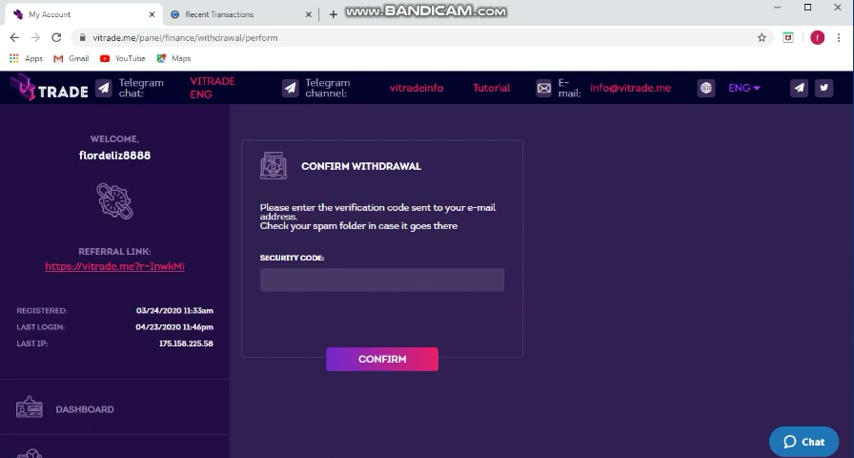 www.BANDICAM.com
My Account
Recent Transactions
vitrade.me/panel/finance/withdrawal/perform
Apps Gmail YouTube Maps
f
TRADE
Telegram chat:
VITRADE ENG
Telegram channel:
vitradeinfo
Tutorial
E-mail:
info@vitrade.me
ENG
WELCOME,
flordeliz8888
REFERRAL LINK:
https://vitrade.me?r=InwkMi
REGISTERED: 03/24/2020 11:33am
LAST LOGIN: 04/23/2020 11:46pm
LAST IP: 175.158.225.58
DASHBOARD
CONFIRM WITHDRAWAL
Please enter the verification code sent to your e-mail
address.
Check your spam folder in case it goes there
SECURITY CODE:
CONFIRM
Chat